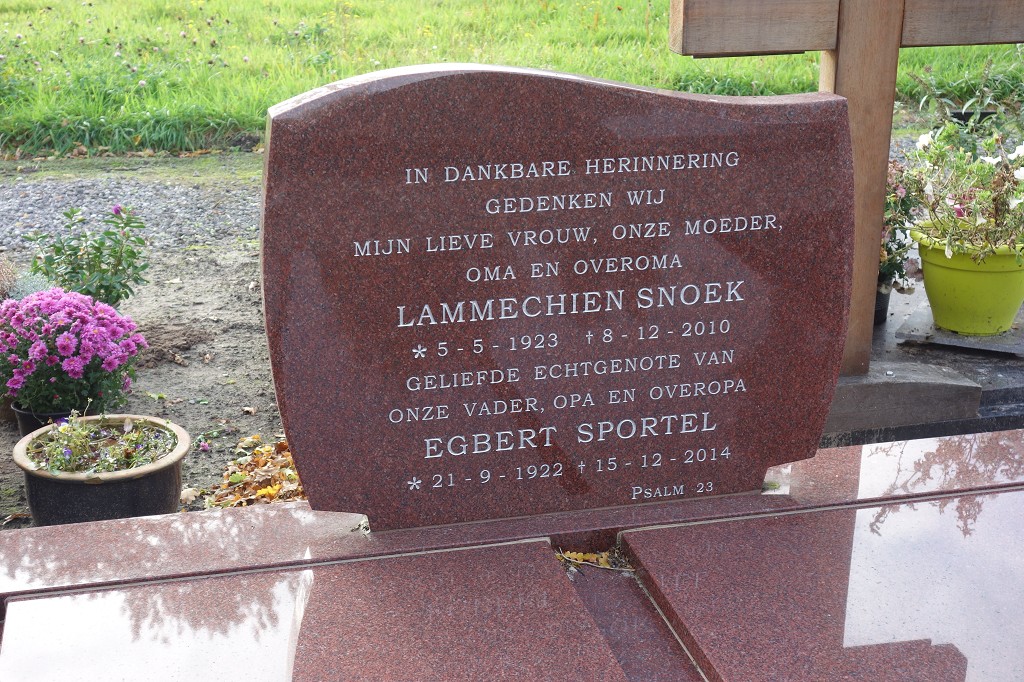 IN DANKBARE HERINNERING
GEDENKEN WIJ
MIJN LIEVE VROUW, ONZE MOEDER,
OMA EN OVEROMA
LAMMECHIEN SNOEK
* 5 - 5 - 1923 † 8 - 12 - 2010
GELIEFDE ECHTGENOTE VAN
ONZE VADER, OPA EN OVEROPA
EGBERT SPORTEL
* 21 - 9 - 1922 † 15 - 12 - 2014
PSALM 23